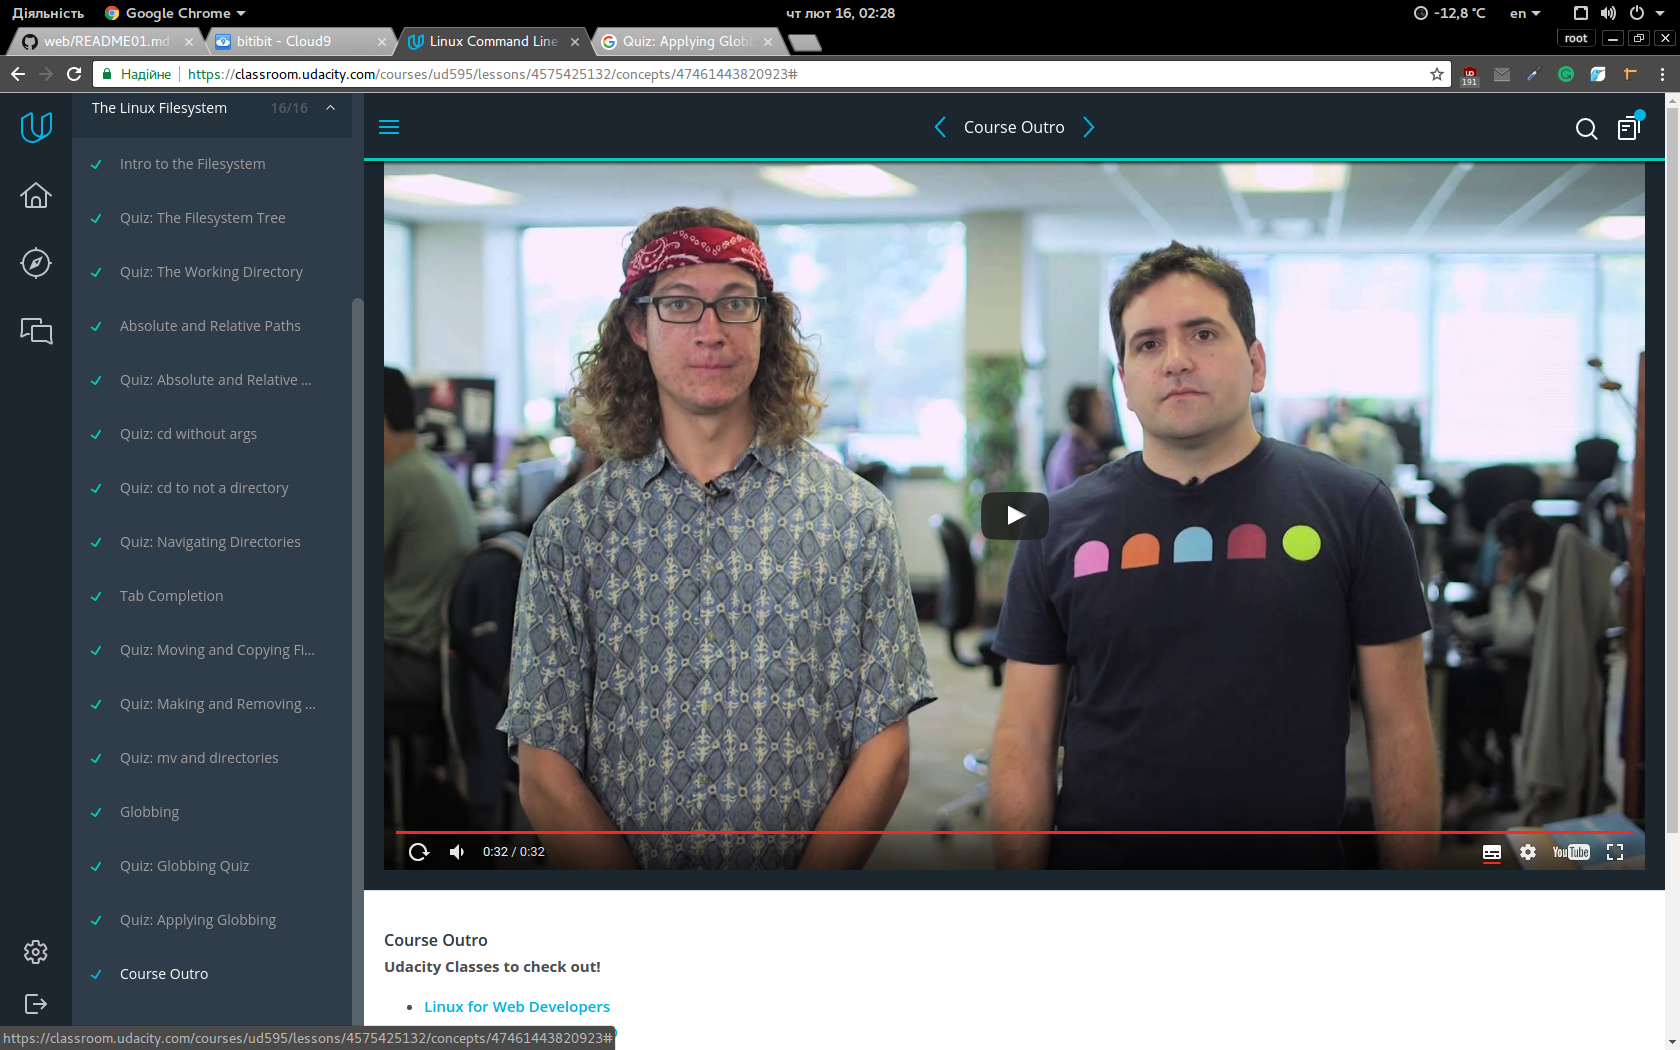 Діяльність
Google Chrome
чт лют 16, 02:28
-12,8 °C
en
web/README01.md
bitibit - Cloud9
Linux Command Line
Quiz: Applying Globb
root
Надійне
https://classroom.udacity.com/courses/ud595/lessons/4575425132/concepts/47461443820923#
191
The Linux Filesystem
16/16
Course Outro
Intro to the Filesystem
Quiz: The Filesystem Tree
Quiz: The Working Directory
Absolute and Relative Paths
Quiz: Absolute and Relative ...
Quiz: cd without args
Quiz: cd to not a directory
Quiz: Navigating Directories
Tab Completion
Quiz: Moving and Copying Fi...
Quiz: Making and Removing ...
Quiz: mv and directories
Globbing
Quiz: Globbing Quiz
Quiz: Applying Globbing
Course Outro
0:32 / 0:32
YouTube
Course Outro
Udacity Classes to check out!
• Linux for Web Developers
https://classroom.udacity.com/courses/ud595/lessons/4575425132/concepts/47461443820923#